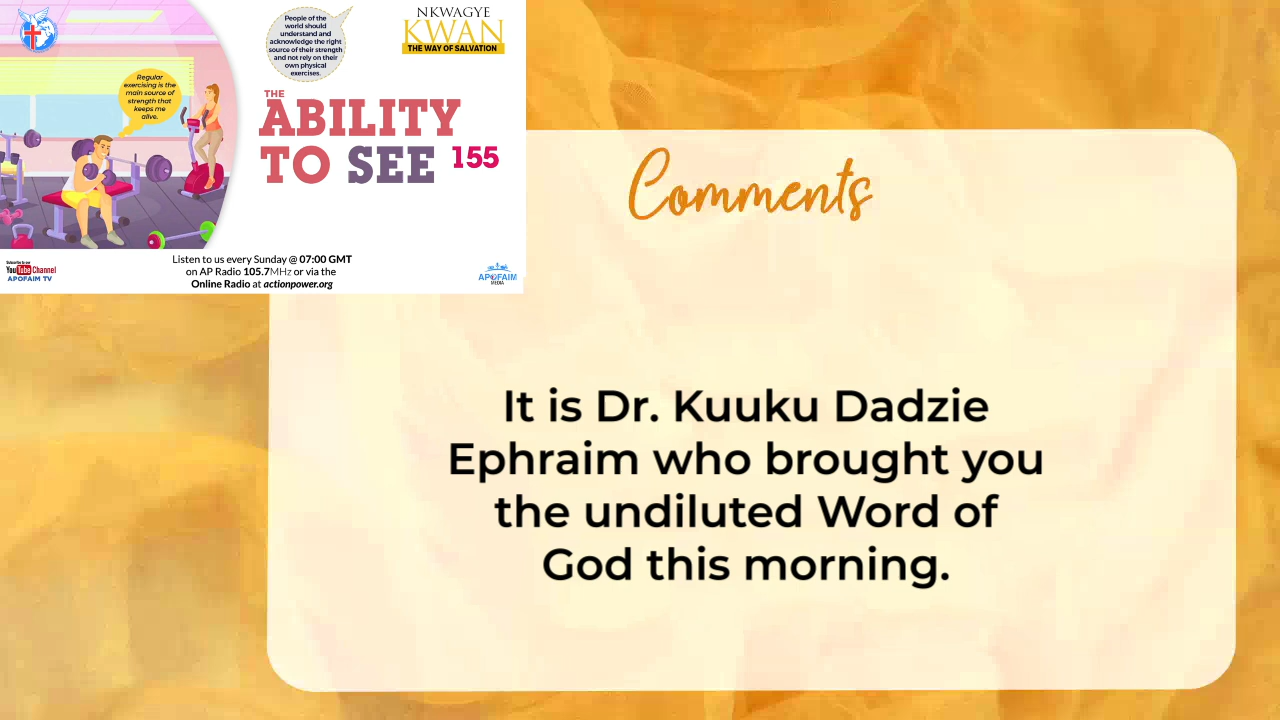 People of the
world should
understand and
acknowledge the right
source of their strength
and not rely on their
own physical
exercises.
NKWAGYE
KWAN
THE WAY OF SALVATION
Regular
exercising is the
main source of
strength that
keeps me
alive.
THE
ABILITY
TO SEE 155
Listen to us every Sunday @ 07:00 GMT
on AP Radio 105.7MHz or via the
Online Radio at actionpower.org
Subscribe to our
YouTube Channel
APOFAIM TV
APOFAIM
MEDIA
Comments
It is Dr. Kuuku Dadzie
Ephraim who brought you
the undiluted Word of
God this morning.